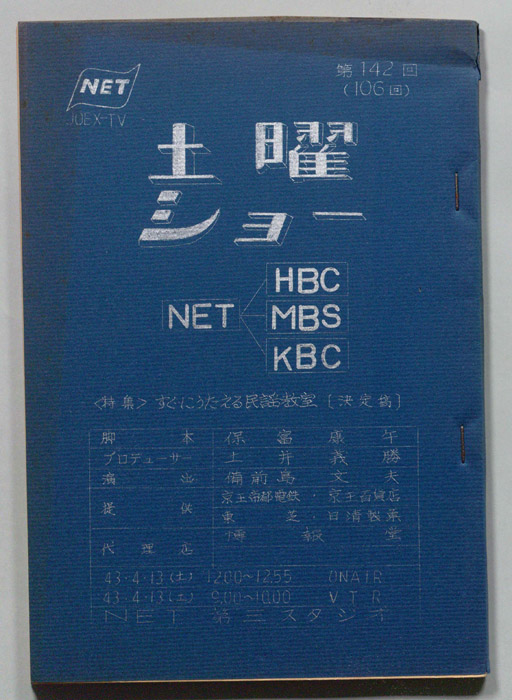 NET
JOEX-TV
第142回
(106回)
土曜
ショー
NET
HBC
MBS
KBC
<特集> すぐにうたえる民謡教室 [決定稿]
脚本 保富康午
プロデューサー 土井義勝
演出 備前島文夫
提供 京王帝都電鉄・京王百貨店
東芝・日清製菓
代理店 博報堂
43・4・13(土) 12.00〜12.55 ONAIR
43・4・13(土) 9.00〜10.00 VTR
NET 第三スタジオ